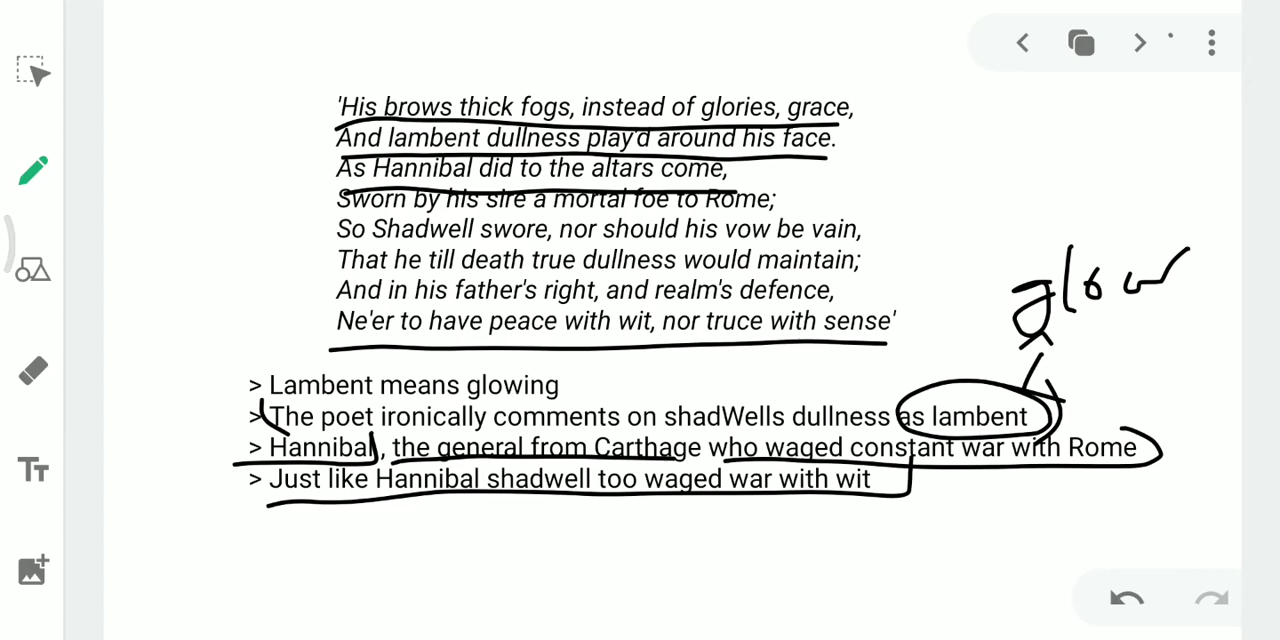 'His brows thick fogs, instead of glories, grace,
And lambent dullness play'd around his face.
As Hannibal did to the altars come,
Sworn by his sire a mortal foe to Rome;
So Shadwell swore, nor should his vow be vain,
That he till death true dullness would maintain;
And in his father's right, and realm's defence,
Ne'er to have peace with wit, nor truce with sense'
glow
> Lambent means glowing
> The poet ironically comments on shadWells dullness as lambent
> Hannibal, the general from Carthage who waged constant war with Rome
> Just like Hannibal shadwell too waged war with wit
Tт